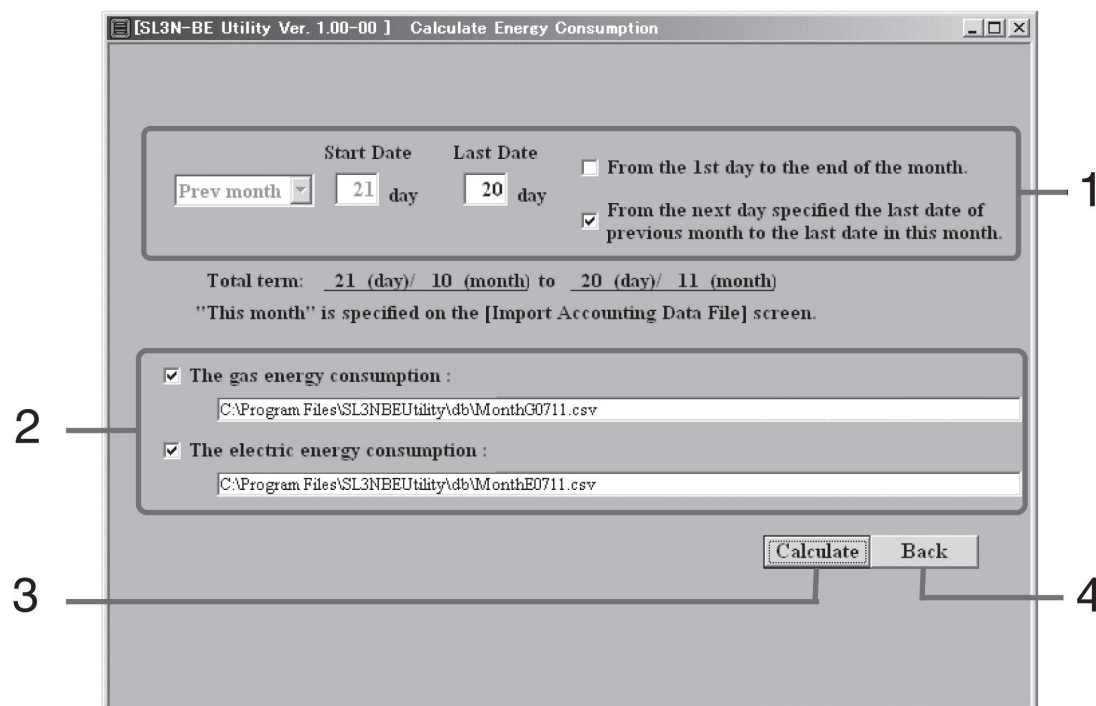 [SL3N-BE Utility Ver. 1.00-00 ] Calculate Energy Consumption
Start Date Last Date
Prev month 21 day 20 day
From the 1st day to the end of the month.
From the next day specified the last date of
previous month to the last date in this month.
1
Total term: 21 (day)/ 10 (month) to 20 (day)/ 11 (month)
"This month" is specified on the [Import Accounting Data File] screen.
The gas energy consumption :
C:\Program Files\SL3NBEUtility\db\MonthG0711.csv
2
The electric energy consumption :
C:\Program Files\SL3NBEUtility\db\MonthE0711.csv
Calculate Back
3
4